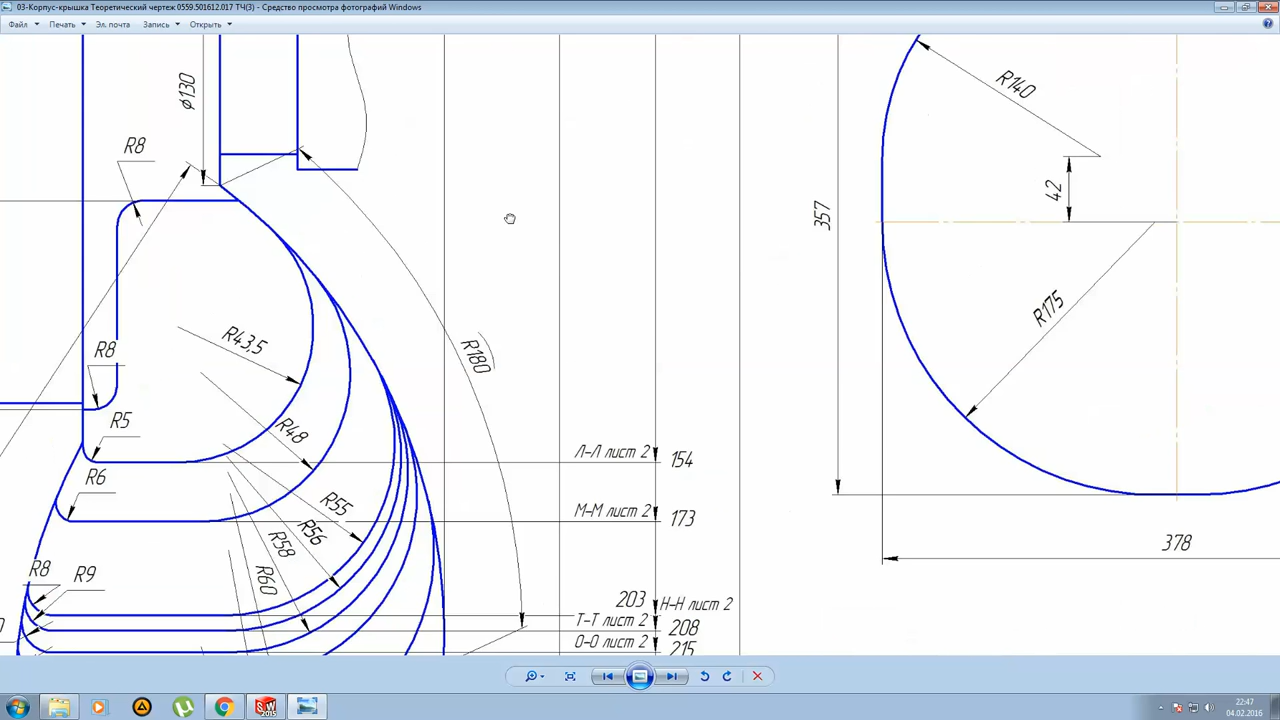 03-Корпус-крышка Теоретический чертеж 0559.501612.017 ТЧ(3) - Средство просмотра фотографий Windows
Файл Печать Эл. почта Запись Открыть
⌀130
R8
R140
42
357
R175
R43,5
R180
R8
R5
R48
Л-Л лист 2 154
R6
R55
М-М лист 2 173
R56
R58
378
R8
R9
R60
203 Н-Н лист 2
Т-Т лист 2 208
О-О лист 2 215
SW
2015
22:47
04.02.2016